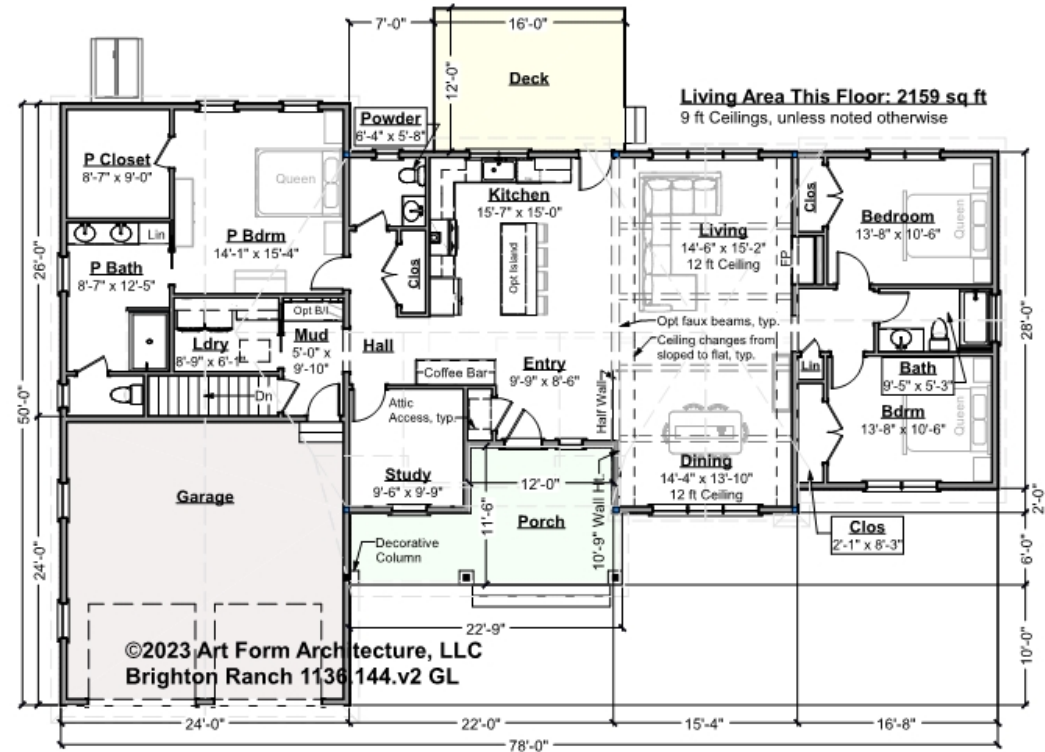 7'-0"
16'-0"
12'-0"
Deck
Living Area This Floor: 2159 sq ft
9 ft Ceilings, unless noted otherwise
Powder
6'-4" x 5'-8"
P Closet
8'-7" x 9'-0"
Queen
Kitchen
15'-7" x 15'-0"
Clos
Bedroom
13'-8" x 10'-6"
Queen
Lin
P Bdrm
14'-1" x 15'-4"
Living
14'-6" x 15'-2"
12 ft Ceiling
FP
P Bath
8'-7" x 12'-5"
Clos
Opt Island
26'-0"
28'-0"
50'-0"
Opt B/I
Mud
5'-0" x
9'-10"
Ldry
8'-9" x 6'-1"
Hall
Opt faux beams, typ.
Ceiling changes from
sloped to flat, typ.
Entry
9'-9" x 8'-6"
Coffee Bar
Lin
Bath
9'-5" x 5'-3"
Dn
Attic
Access, typ.
Half Wall
Bdrm
13'-8" x 10'-6"
Queen
Study
9'-6" x 9'-9"
Dining
14'-4" x 13'-10"
12 ft Ceiling
Garage
12'-0"
11'-6"
Porch
10'-9" Wall Ht.
Clos
2'-1" x 8'-3"
2'-0"
6'-0"
24'-0"
Decorative
Column
22'-9"
10'-0"
©2023 Art Form Architecture, LLC
Brighton Ranch 1136.144.v2 GL
24'-0"
22'-0"
15'-4"
16'-8"
78'-0"